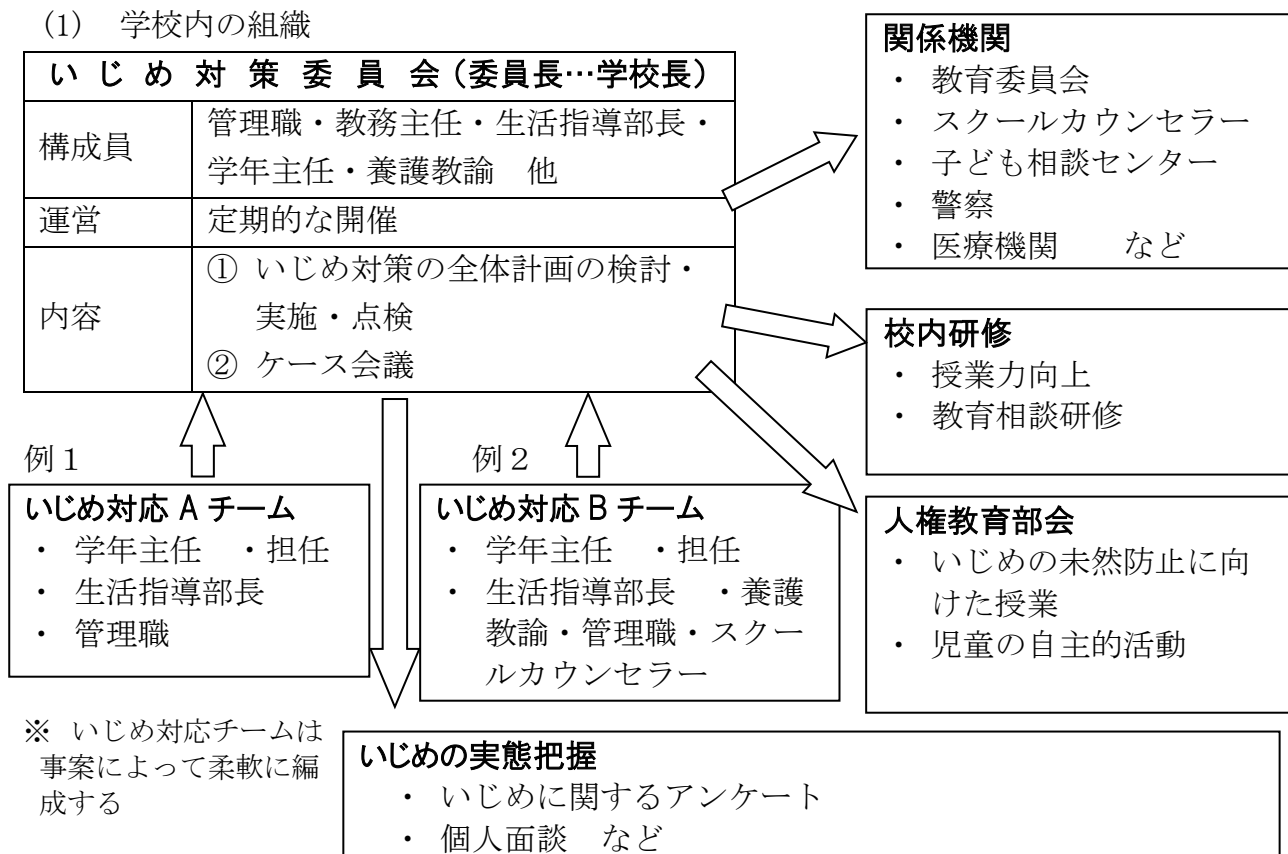 (1) 学校内の組織
いじめ対策委員会(委員長…学校長)
構成員
管理職・教務主任・生活指導部長・
学年主任・養護教諭 他
運営
定期的な開催
内容
① いじめ対策の全体計画の検討・
実施・点検
② ケース会議
関係機関
・ 教育委員会
・ スクールカウンセラー
・ 子ども相談センター
・ 警察
・ 医療機関 など
校内研修
・ 授業力向上
・ 教育相談研修
人権教育部会
・ いじめの未然防止に向
けた授業
・ 児童の自主的活動
例1
いじめ対応 A チーム
・ 学年主任 ・担任
・ 生活指導部長
・ 管理職
例2
いじめ対応 B チーム
・ 学年主任 ・担任
・ 生活指導部長 ・養護
教諭・管理職・スクー
ルカウンセラー
※ いじめ対応チームは
事案によって柔軟に編
成する
いじめの実態把握
・ いじめに関するアンケート
・ 個人面談 など